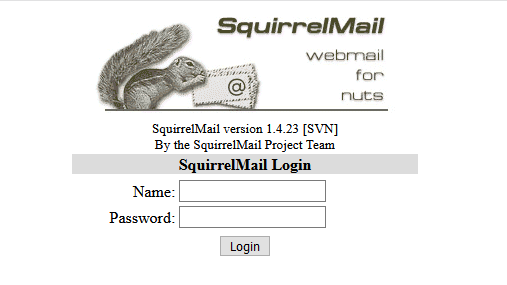 SquirrelMail
webmail
for
nuts
@
SquirrelMail version 1.4.23 [SVN]
By the SquirrelMail Project Team
SquirrelMail Login
Name:
Password:
Login